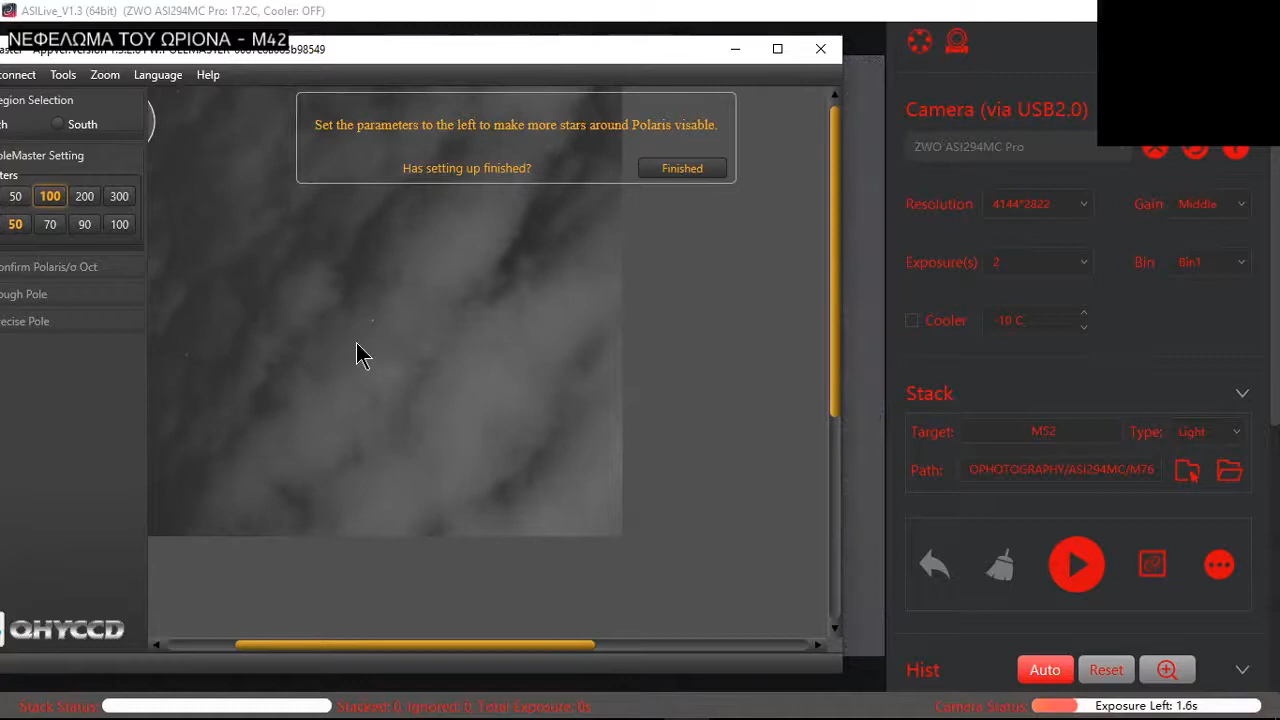 ASILive_V1.3 (64bit) (ZWO ASI294MC Pro: 17.2C, Cooler: OFF)
ΝΕΦΕΛΩΜΑ ΤΟΥ ΩΡΙΟΝΑ - M42
onnect Tools Zoom Language Help
egion Selection
th South
oleMaster Setting
ters
50 100 200 300
50 70 90 100
onfirm Polaris/σ Oct
ough Pole
recise Pole
QHYCCD
Set the parameters to the left to make more stars around Polaris visable.
Has setting up finished? Finished
Camera (via USB2.0)
ZWO ASI294MC Pro
Resolution 4144*2822 Gain Middle
Exposure(s) 2 Bin Bin1
Cooler -10 C
Stack
Target: M52 Type: Light
Path: OPHOTOGRAPHY/ASI294MC/M76
Hist Auto Reset
Stack Status: Stacked: 0 Ignored: 0 Total Exposure: 0s
Camera Status: Exposure Left: 1.6s